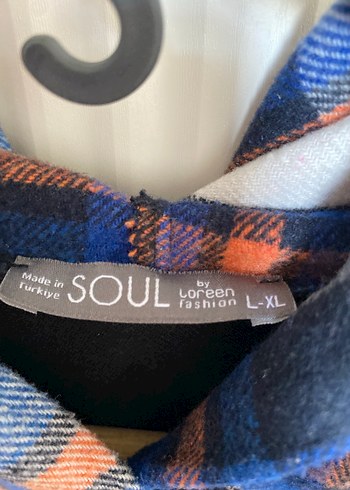 Made in
Türkiye
SOUL
by
Loreen
fashion
L-XL